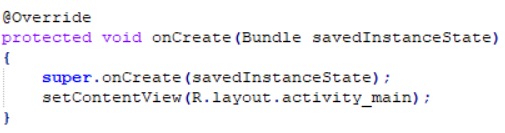 @Override
protected void onCreate(Bundle savedInstanceState)
{
super.onCreate(savedInstanceState);
setContentView(R.layout.activity_main);
}